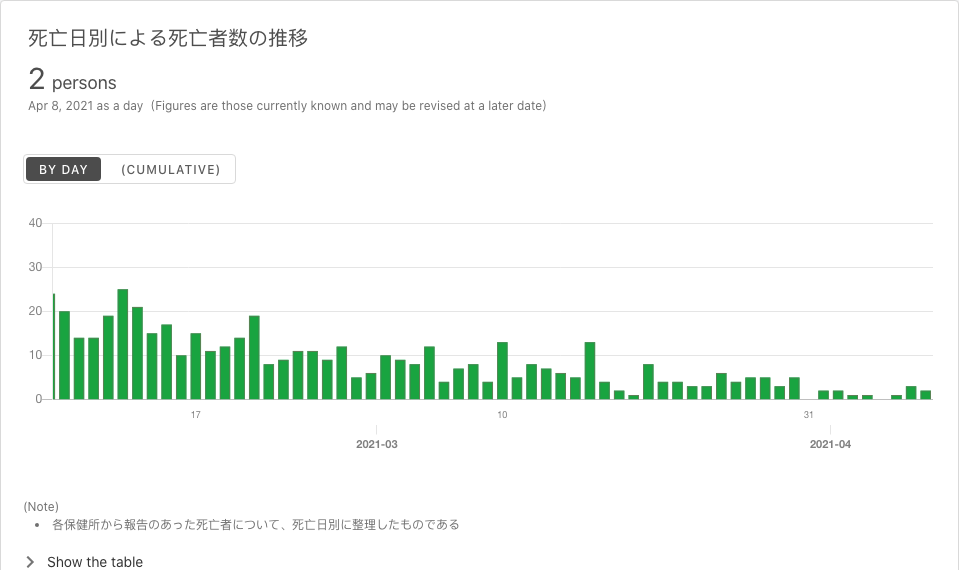 死亡日別による死亡者数の推移
2 persons
Apr 8, 2021 as a day (Figures are those currently known and may be revised at a later date)
BY DAY (CUMULATIVE)
40
30
20
10
0
17 10 31
2021-03 2021-04
(Note)
• 各保健所から報告のあった死亡者について、死亡日別に整理したものである
Show the table